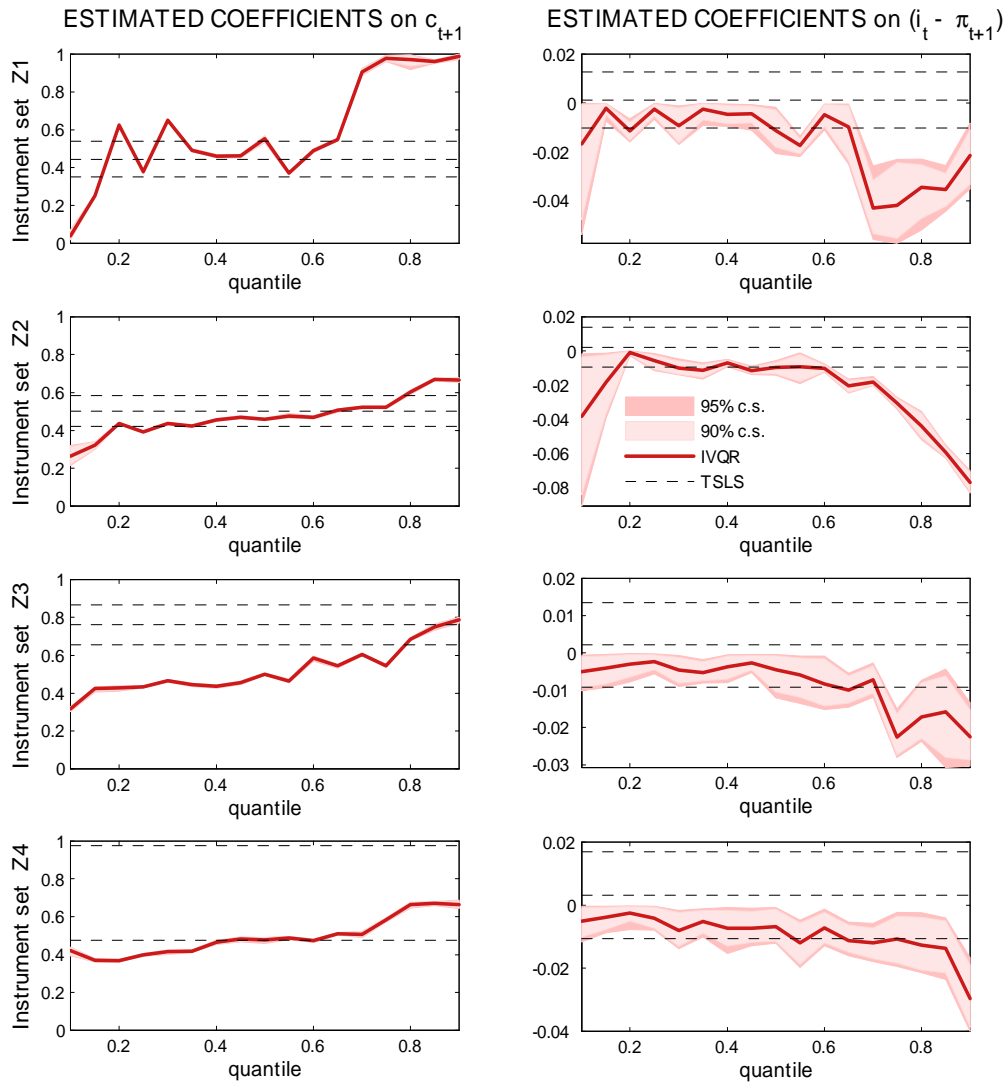 ESTIMATED COEFFICIENTS on c_{t+1}
ESTIMATED COEFFICIENTS on (i_t - π_{t+1})
Instrument set Z1
1
0.8
0.6
0.4
0.2
0
0.2 0.4 0.6 0.8
quantile
0.02
0
-0.02
-0.04
0.2 0.4 0.6 0.8
quantile
Instrument set Z2
1
0.8
0.6
0.4
0.2
0
0.2 0.4 0.6 0.8
quantile
0.02
0
-0.02
-0.04
-0.06
-0.08
95% c.s.
90% c.s.
IVQR
TSLS
0.2 0.4 0.6 0.8
quantile
Instrument set Z3
1
0.8
0.6
0.4
0.2
0
0.2 0.4 0.6 0.8
quantile
0.02
0.01
0
-0.01
-0.02
-0.03
0.2 0.4 0.6 0.8
quantile
Instrument set Z4
1
0.8
0.6
0.4
0.2
0
0.2 0.4 0.6 0.8
quantile
0.02
0
-0.02
-0.04
0.2 0.4 0.6 0.8
quantile